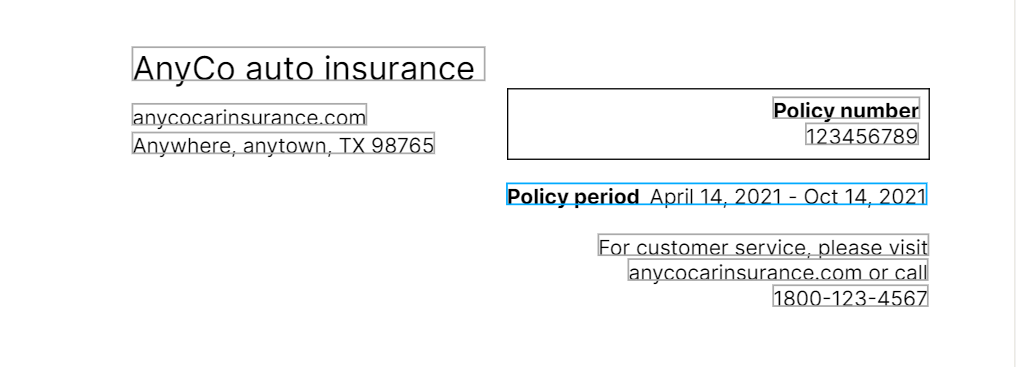 AnyCo auto insurance
anycocarinsurance.com
Anywhere, anytown, TX 98765
Policy number
123456789
Policy period April 14, 2021 - Oct 14, 2021
For customer service, please visit
anycocarinsurance.com or call
1800-123-4567